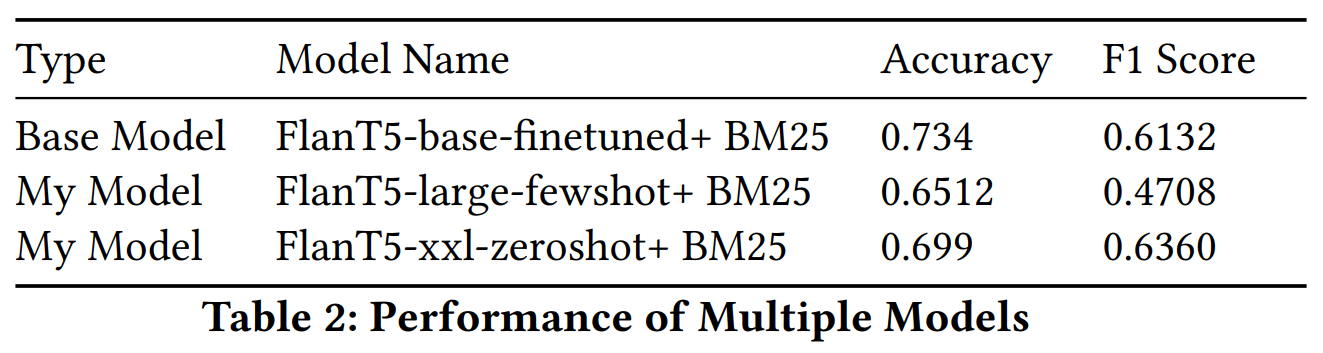 Type Model Name Accuracy F1 Score
Base Model FlanT5-base-finetuned+ BM25 0.734 0.6132
My Model FlanT5-large-fewshot+ BM25 0.6512 0.4708
My Model FlanT5-xxl-zeroshot+ BM25 0.699 0.6360
Table 2: Performance of Multiple Models